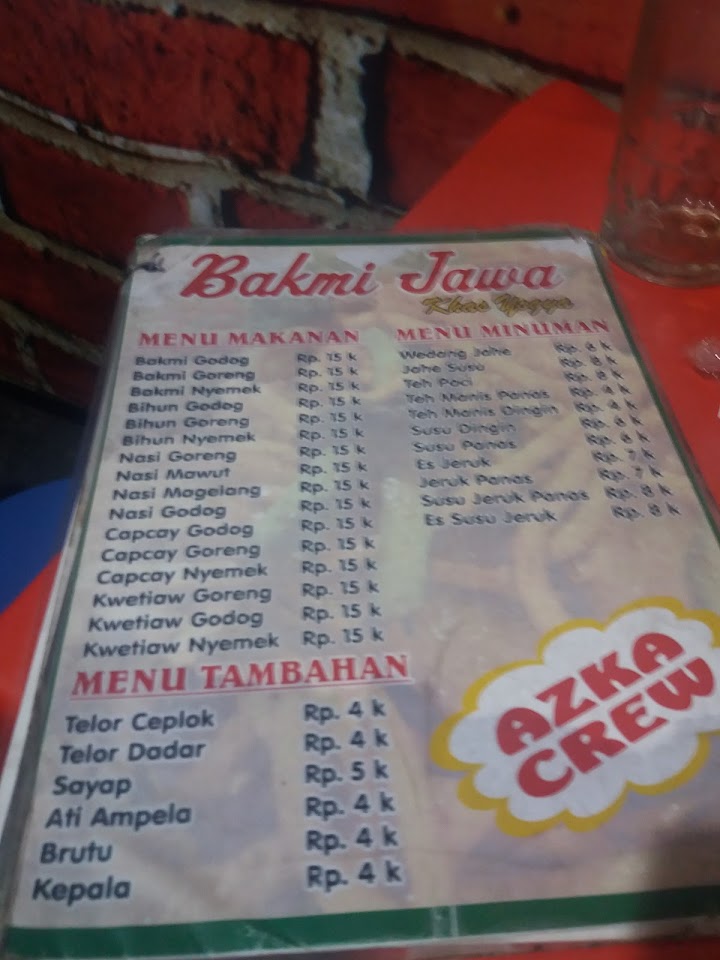 Bakmi Jawa
Khas Yogya
MENU MAKANAN
Bakmi Godog Rp. 15 k
Bakmi Goreng Rp. 15 k
Bakmi Nyemek Rp. 15 k
Bihun Godog Rp. 15 k
Bihun Goreng Rp. 15 k
Bihun Nyemek Rp. 15 k
Nasi Goreng Rp. 15 k
Nasi Mawut Rp. 15 k
Nasi Magelang Rp. 15 k
Nasi Godog Rp. 15 k
Capcay Godog Rp. 15 k
Capcay Goreng Rp. 15 k
Capcay Nyemek Rp. 15 k
Kwetiaw Goreng Rp. 15 k
Kwetiaw Godog Rp. 15 k
Kwetiaw Nyemek Rp. 15 k
MENU TAMBAHAN
Telor Ceplok Rp. 4 k
Telor Dadar Rp. 4 k
Sayap Rp. 5 k
Ati Ampela Rp. 4 k
Brutu Rp. 4 k
Kepala Rp. 4 k
MENU MINUMAN
Wedang Jahe Rp. 6 k
Jahe Susu Rp. 8 k
Teh Poci Rp. 8 k
Teh Manis Panas Rp. 4 k
Teh Manis Dingin Rp. 4 k
Susu Dingin Rp.
Susu Panas Rp.
Es Jeruk Rp. 7 k
Jeruk Panas Rp. 7 k
Susu Jeruk Panas Rp. 8 k
Es Susu Jeruk Rp. 8 k
AZKA
CREW